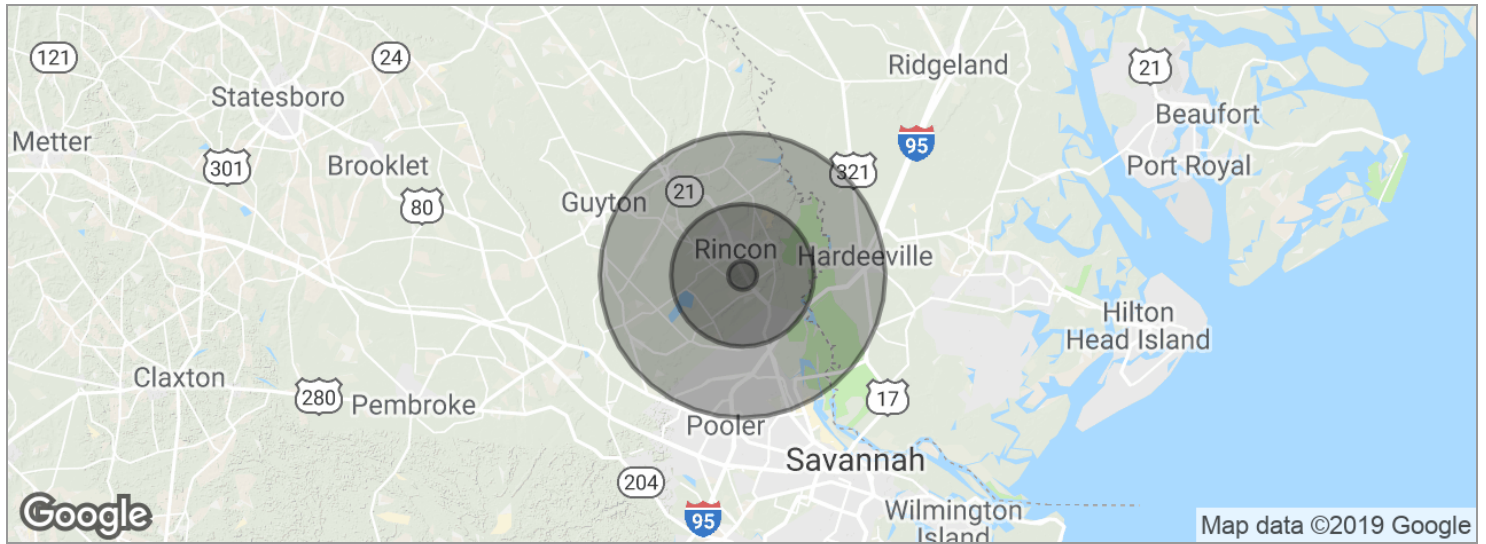 121
24
Ridgeland
21
Statesboro
Beaufort
Metter
95
301
Brooklet
321
Port Royal
80
Guyton
21
Rincon
Hardeeville
Hilton
Head Island
Claxton
280
Pembroke
17
Pooler
Savannah
204
95
Wilmington
Island
Google
Map data ©2019 Google